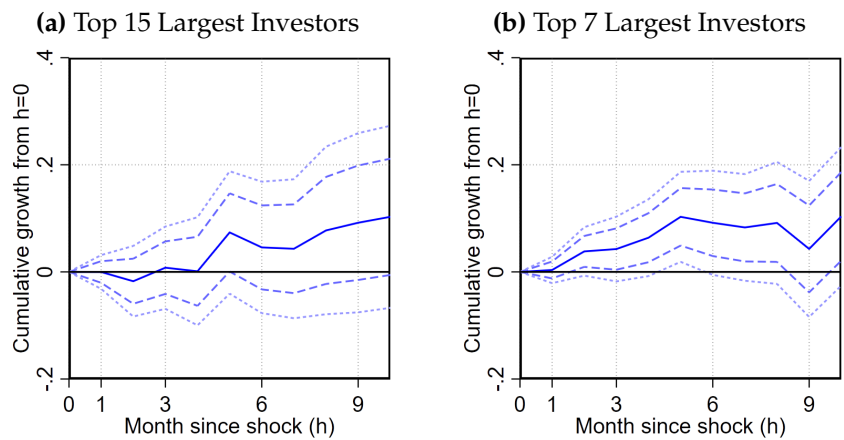 (a) Top 15 Largest Investors
Cumulative growth from h=0
.4
.2
0
-.2
0 1 3 6 9
Month since shock (h)
(b) Top 7 Largest Investors
Cumulative growth from h=0
.4
.2
0
-.2
0 1 3 6 9
Month since shock (h)